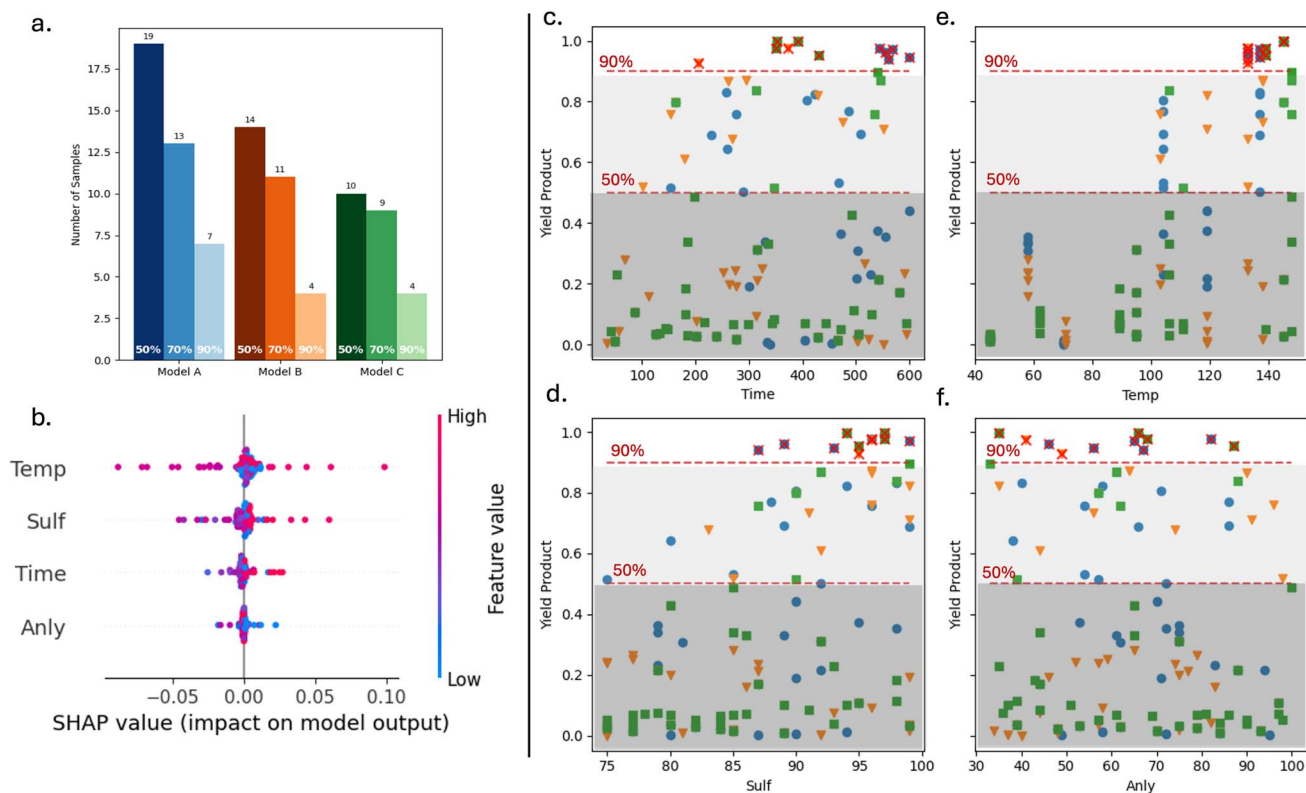 a.
19
14
13
11
10
9
7
4
4
Number of Samples
17.5
15.0
12.5
10.0
7.5
5.0
2.5
0.0
50% 70% 90% 50% 70% 90% 50% 70% 90%
Model A Model B Model C
b.
High
Temp
Sulf
Time
Anly
Feature value
Low
−0.05 0.00 0.05 0.10
SHAP value (impact on model output)
c.
Yield Product
1.0
0.8
0.6
0.4
0.2
0.0
90%
50%
100 200 300 400 500 600
Time
e.
Yield Product
90%
50%
40 60 80 100 120 140
Temp
d.
Yield Product
1.0
0.8
0.6
0.4
0.2
0.0
90%
50%
75 80 85 90 95 100
Sulf
f.
Yield Product
90%
50%
30 40 50 60 70 80 90 100
Anly